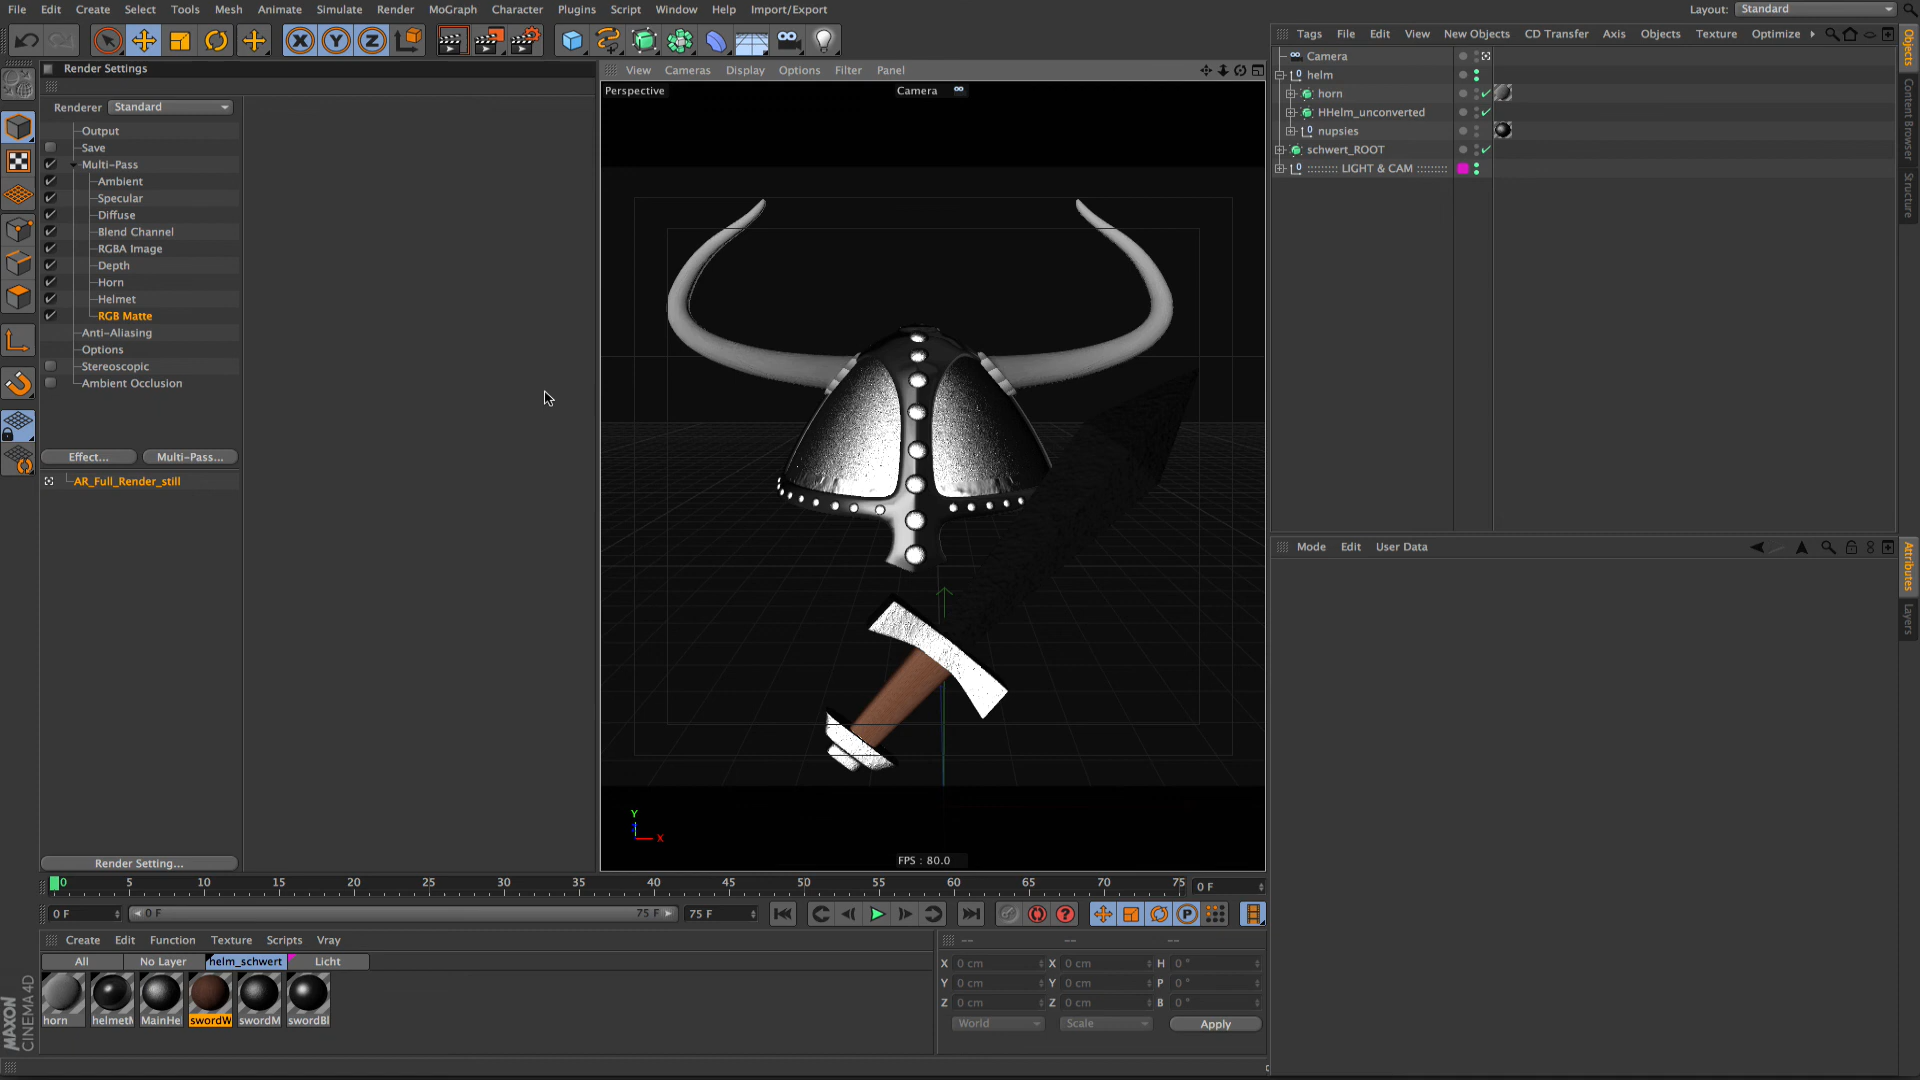 File Edit Create Select Tools Mesh Animate Simulate Render MoGraph Character Plugins Script Window Help Import/Export
Layout: Standard
Render Settings
Renderer Standard
Output
Save
Multi-Pass
Ambient
Specular
Diffuse
Blend Channel
RGBA Image
Depth
Horn
Helmet
RGB Matte
Anti-Aliasing
Options
Stereoscopic
Ambient Occlusion
Effect... Multi-Pass...
AR_Full_Render_still
Render Setting...
View Cameras Display Options Filter Panel
Perspective
Camera
Y
X
FPS : 80.0
Tags File Edit View New Objects CD Transfer Axis Objects Texture Optimize
Camera
helm
horn
HHelm_unconverted
nupsies
schwert_ROOT
::::::::: LIGHT & CAM :::::::::
Objects
Content Browser
Structure
Mode Edit User Data
Attributes
Layers
0 5 10 15 20 25 30 35 40 45 50 55 60 65 70 75 0 F
0 F 0 F 75 F 75 F
Create Edit Function Texture Scripts Vray
All No Layer helm_schwert Licht
horn helmetM MainHel swordW swordM swordBl
-- -- --
X 0 cm X 0 cm H 0 °
Y 0 cm Y 0 cm P 0 °
Z 0 cm Z 0 cm B 0 °
World Scale Apply
MAXON
CINEMA 4D